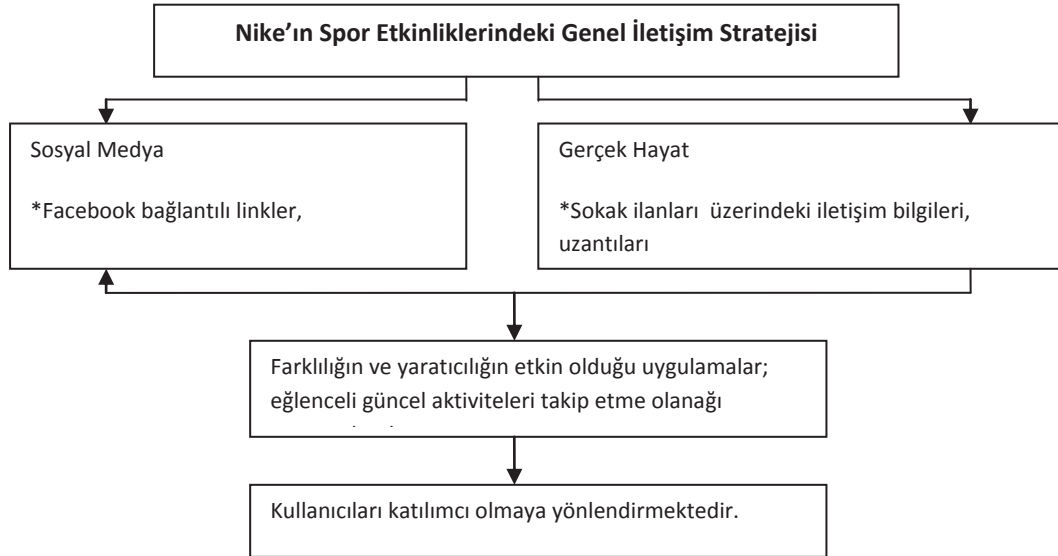 Nike’ın Spor Etkinliklerindeki Genel İletişim Stratejisi
Sosyal Medya
*Facebook bağlantılı linkler,
Gerçek Hayat
*Sokak ilanları üzerindeki iletişim bilgileri,
uzantıları
Farklılığın ve yaratıcılığın etkin olduğu uygulamalar;
eğlenceli güncel aktiviteleri takip etme olanağı
Kullanıcıları katılımcı olmaya yönlendirmektedir.